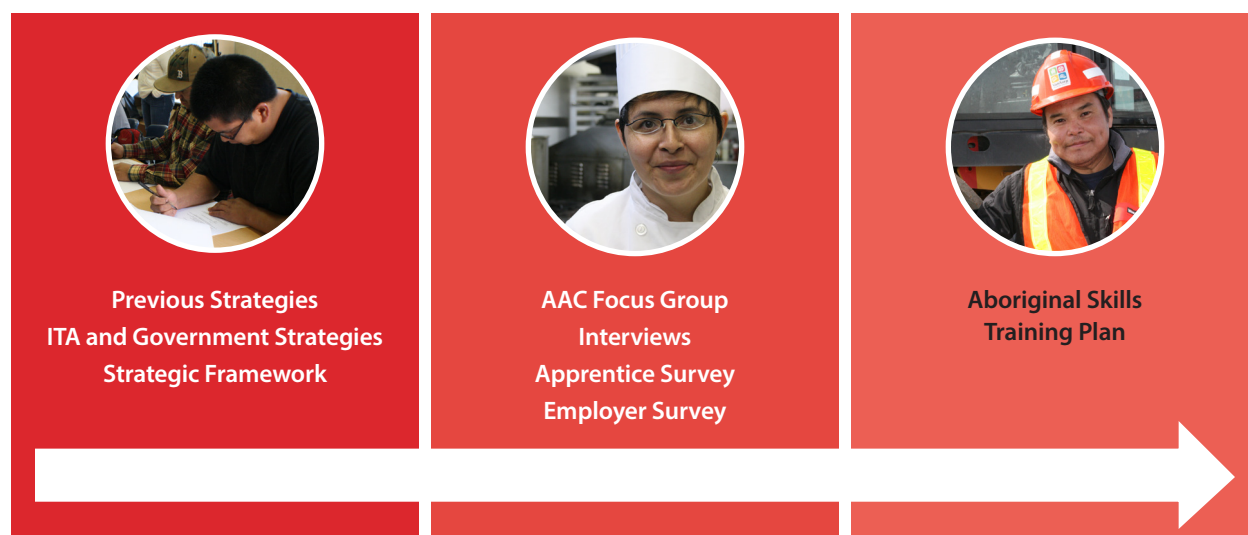 Previous Strategies
ITA and Government Strategies
Strategic Framework
AAC Focus Group
Interviews
Apprentice Survey
Employer Survey
Aboriginal Skills
Training Plan